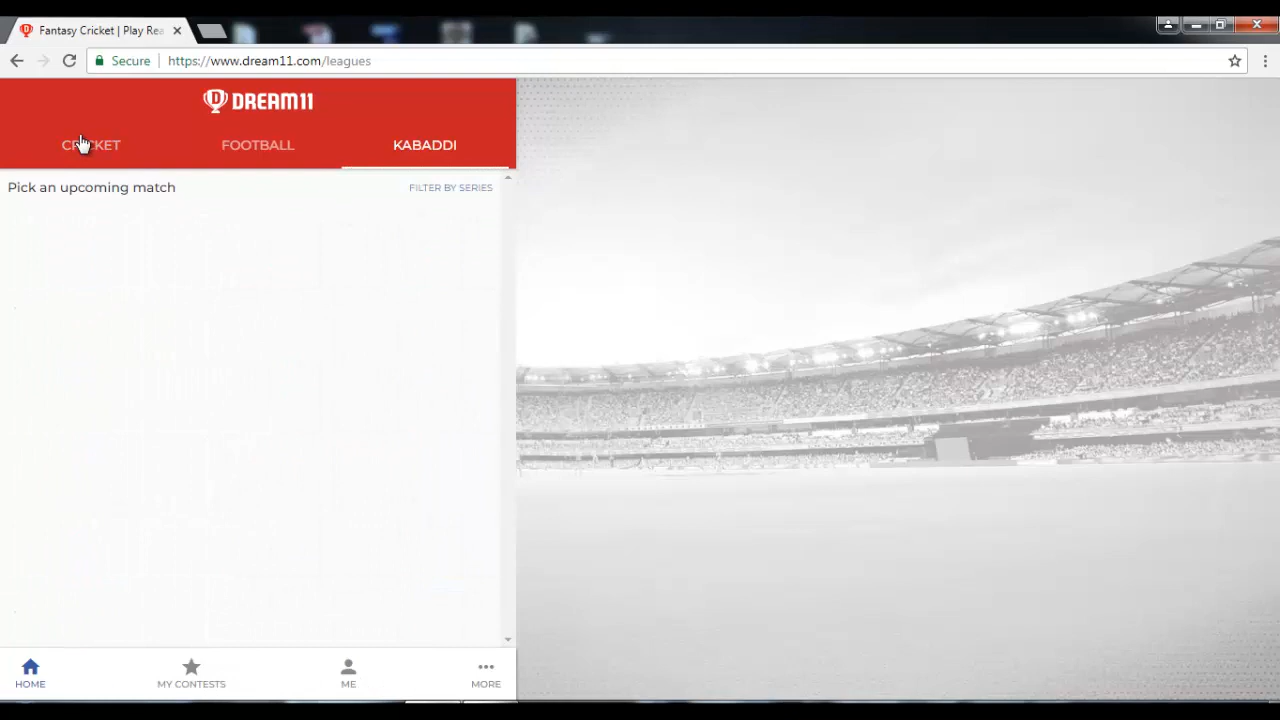 Fantasy Cricket | Play Rea
Secure
https://www.dream11.com/leagues
DREAM11
CRICKET
FOOTBALL
KABADDI
Pick an upcoming match
FILTER BY SERIES
HOME
MY CONTESTS
ME
MORE